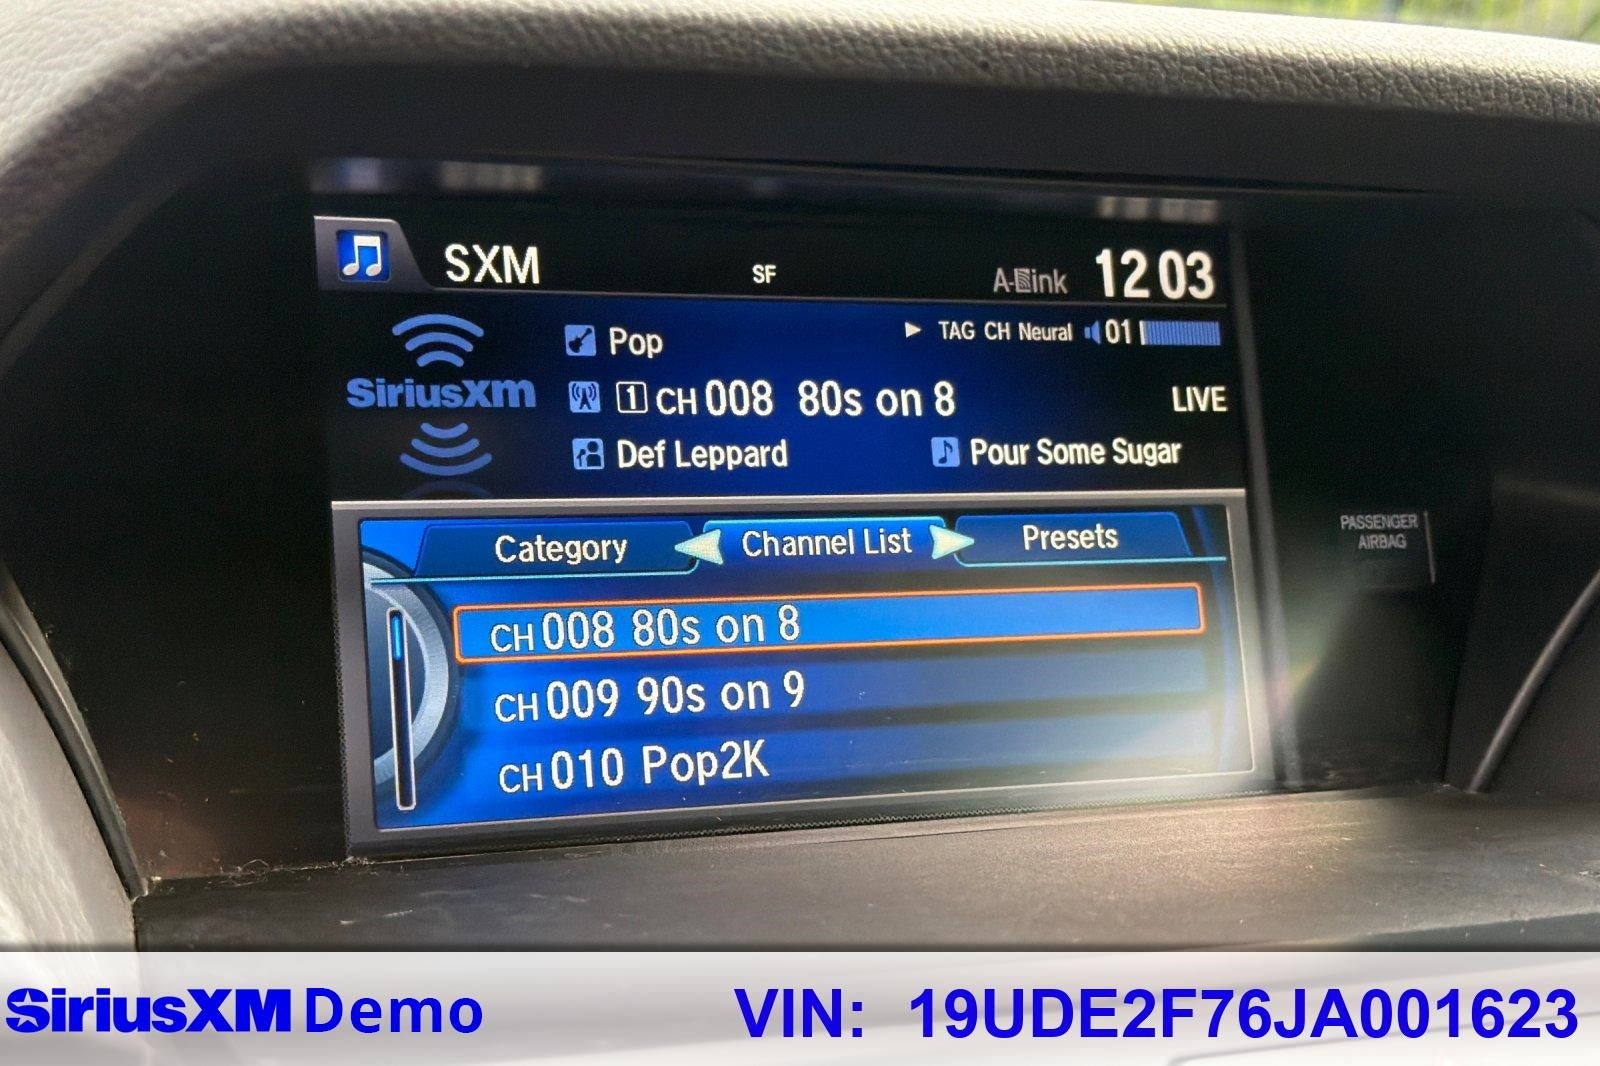 SXM SF A-Link 12 03
Pop TAG CH Neural 01
SiriusXM 1 CH 008 80s on 8 LIVE
Def Leppard Pour Some Sugar
Category Channel List Presets
CH 008 80s on 8
CH 009 90s on 9
CH 010 Pop2K
PASSENGER
AIRBAG
SiriusXM Demo VIN: 19UDE2F76JA001623